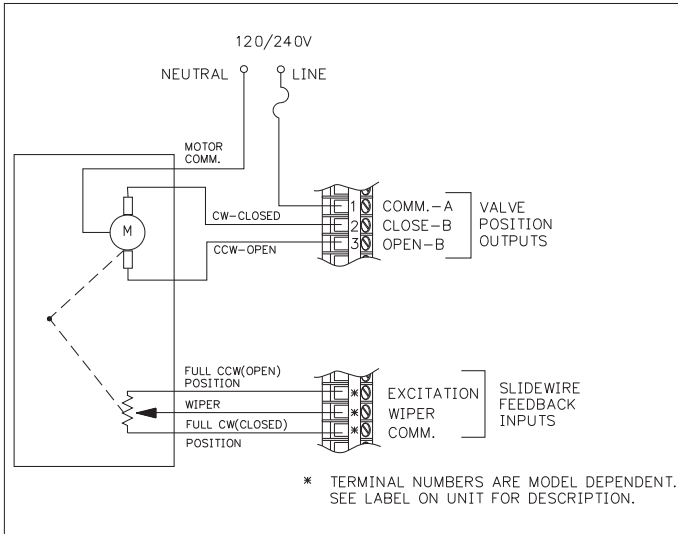 120/240V
NEUTRAL LINE
MOTOR
COMM.
CW-CLOSED
M
CCW-OPEN
1 COMM.-A
2 CLOSE-B
3 OPEN-B
VALVE
POSITION
OUTPUTS
FULL CCW(OPEN)
POSITION
WIPER
FULL CW(CLOSED)
POSITION
* EXCITATION
* WIPER
* COMM.
SLIDEWIRE
FEEDBACK
INPUTS
* TERMINAL NUMBERS ARE MODEL DEPENDENT.
SEE LABEL ON UNIT FOR DESCRIPTION.